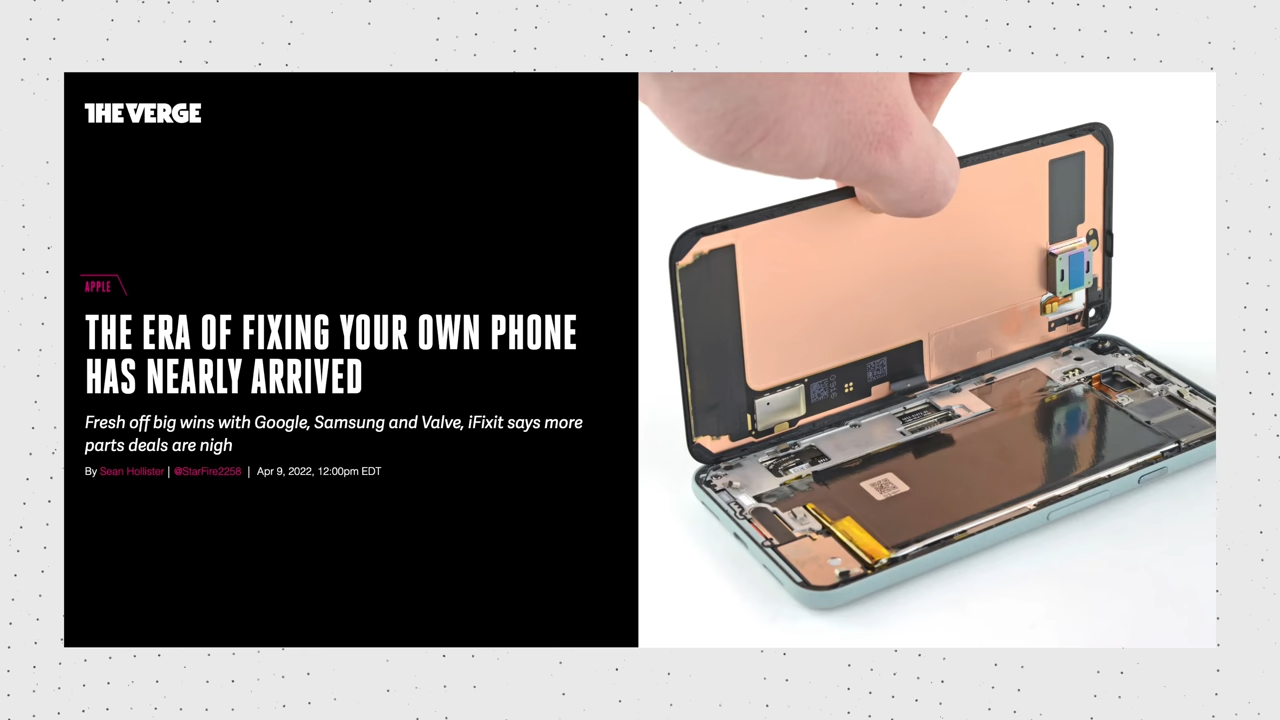 THE VERGE
APPLE
THE ERA OF FIXING YOUR OWN PHONE
HAS NEARLY ARRIVED
Fresh off big wins with Google, Samsung and Valve, iFixit says more
parts deals are nigh
By Sean Hollister | @StarFire2258 | Apr 9, 2022, 12:00pm EDT